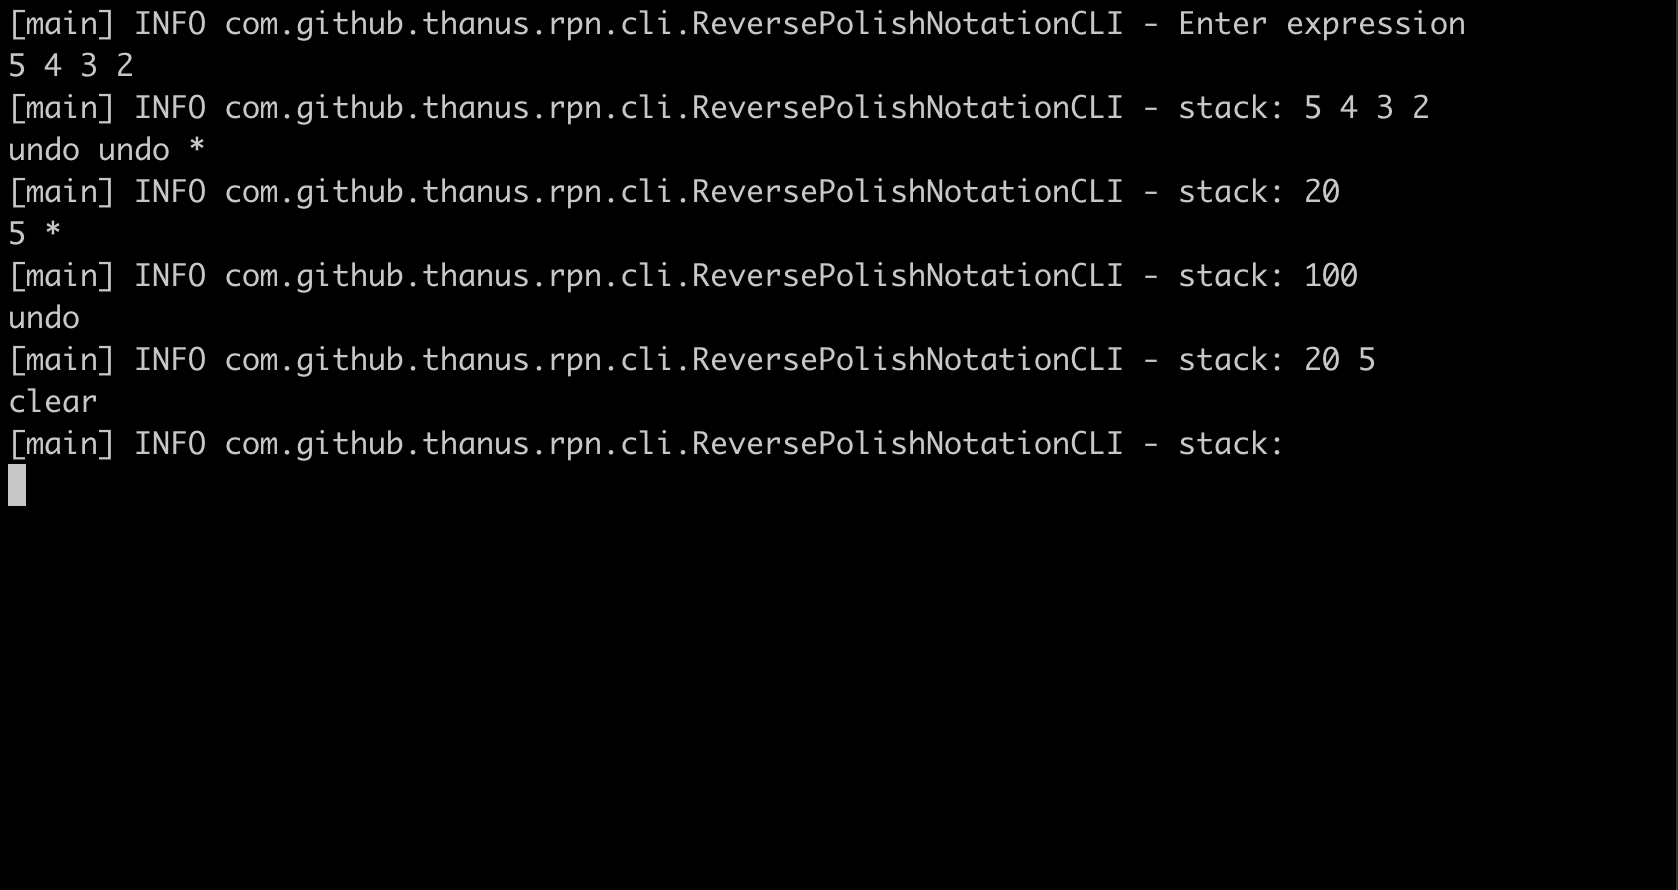 [main] INFO com.github.thanus.rpn.cli.ReversePolishNotationCLI - Enter expression
5 4 3 2
[main] INFO com.github.thanus.rpn.cli.ReversePolishNotationCLI - stack: 5 4 3 2
undo undo *
[main] INFO com.github.thanus.rpn.cli.ReversePolishNotationCLI - stack: 20
5 *
[main] INFO com.github.thanus.rpn.cli.ReversePolishNotationCLI - stack: 100
undo
[main] INFO com.github.thanus.rpn.cli.ReversePolishNotationCLI - stack: 20 5
clear
[main] INFO com.github.thanus.rpn.cli.ReversePolishNotationCLI - stack: